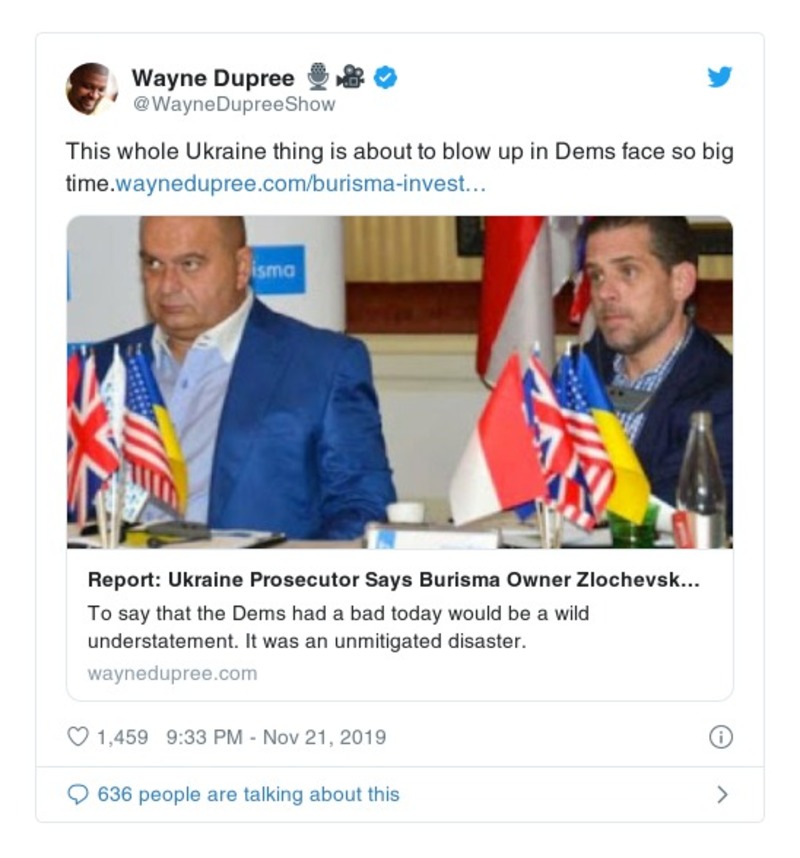 Wayne Dupree
@WayneDupreeShow
This whole Ukraine thing is about to blow up in Dems face so big
time.waynedupree.com/burisma-invest…
isma
Report: Ukraine Prosecutor Says Burisma Owner Zlochevsk...
To say that the Dems had a bad today would be a wild
understatement. It was an unmitigated disaster.
waynedupree.com
1,459 9:33 PM - Nov 21, 2019
636 people are talking about this